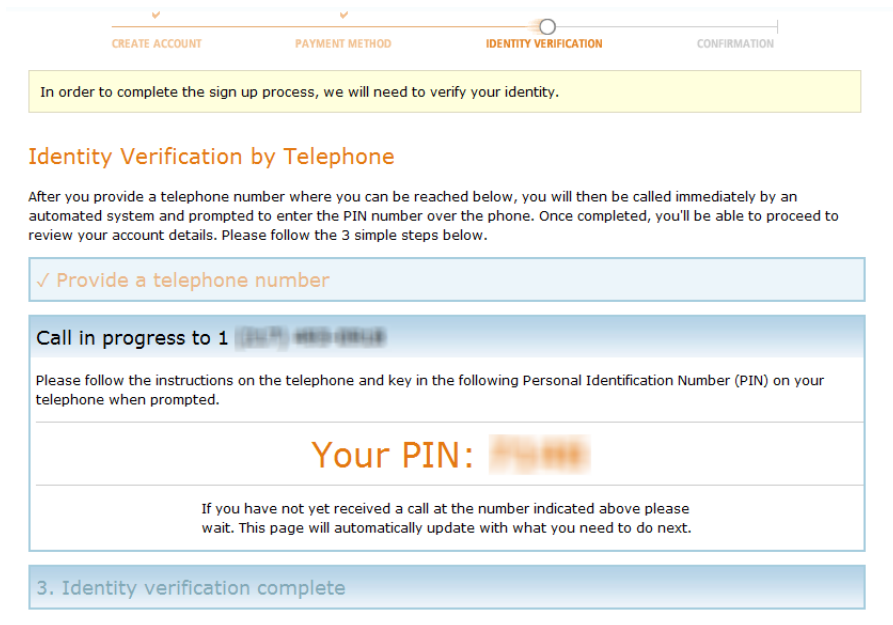 CREATE ACCOUNT PAYMENT METHOD IDENTITY VERIFICATION CONFIRMATION
In order to complete the sign up process, we will need to verify your identity.
Identity Verification by Telephone
After you provide a telephone number where you can be reached below, you will then be called immediately by an
automated system and prompted to enter the PIN number over the phone. Once completed, you'll be able to proceed to
review your account details. Please follow the 3 simple steps below.
✓ Provide a telephone number
Call in progress to 1
Please follow the instructions on the telephone and key in the following Personal Identification Number (PIN) on your
telephone when prompted.
Your PIN:
If you have not yet received a call at the number indicated above please
wait. This page will automatically update with what you need to do next.
3. Identity verification complete